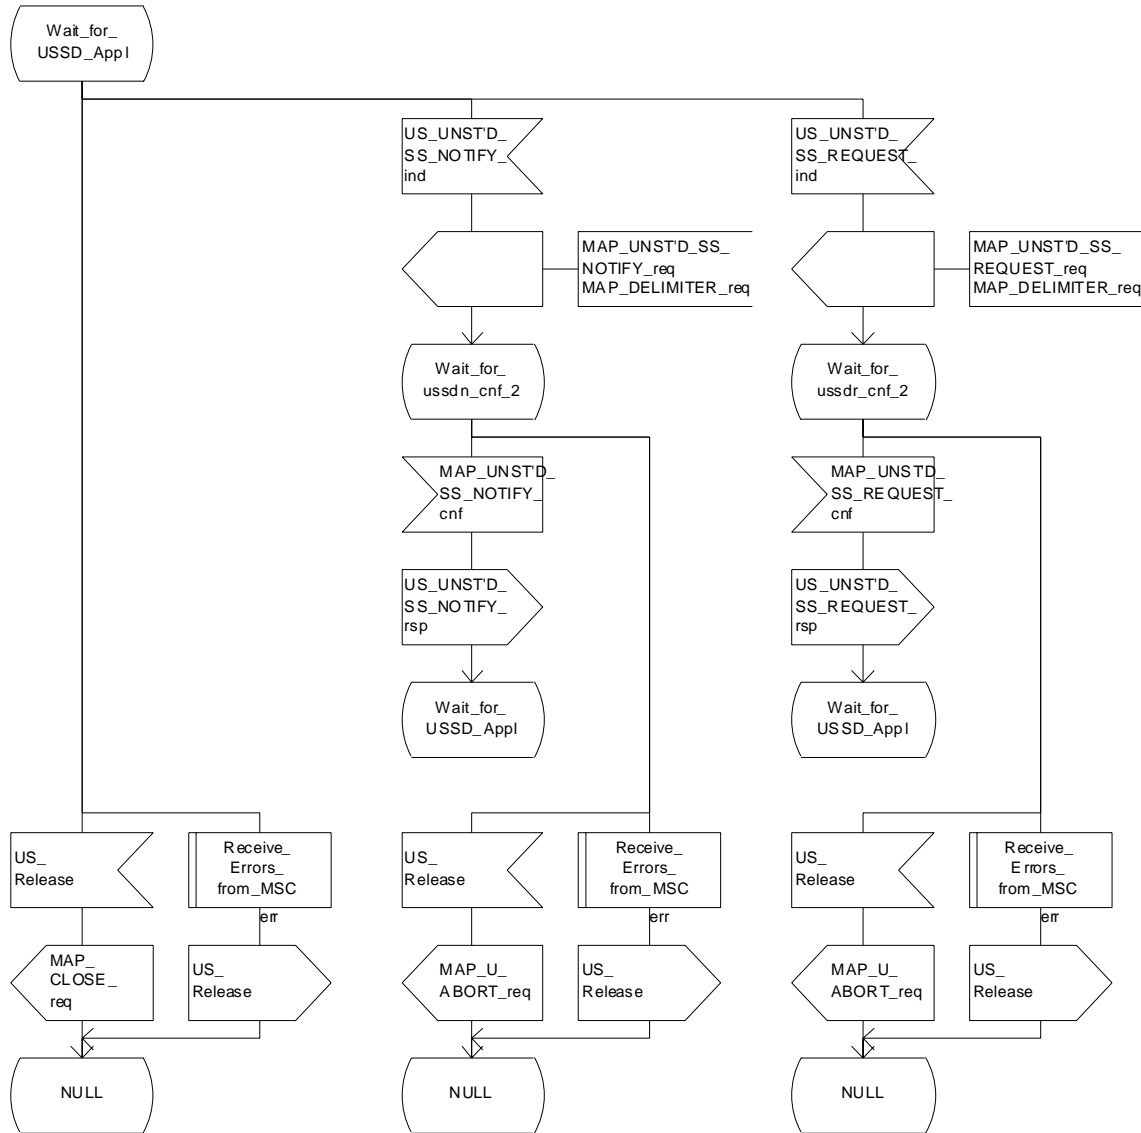 Wait_for_
USSD_Appl
US_UNST'D_
SS_NOTIFY_
ind
US_UNST'D_
SS_REQUEST_
ind
MAP_UNST'D_SS_
NOTIFY_req
MAP_DELIMITER_req
MAP_UNST'D_SS_
REQUEST_req
MAP_DELIMITER_req
Wait_for_
ussdn_cnf_2
Wait_for_
ussdr_cnf_2
MAP_UNST'D_
SS_NOTIFY_
cnf
MAP_UNST'D_
SS_REQUEST_
cnf
US_UNST'D_
SS_NOTIFY_
rsp
US_UNST'D_
SS_REQUEST_
rsp
Wait_for_
USSD_Appl
Wait_for_
USSD_Appl
US_
Release
Receive_
Errors_
from_MSC
err
US_
Release
Receive_
Errors_
from_MSC
err
US_
Release
Receive_
Errors_
from_MSC
err
MAP_
CLOSE_
req
US_
Release
MAP_U_
ABORT_req
US_
Release
MAP_U_
ABORT_req
US_
Release
NULL
NULL
NULL